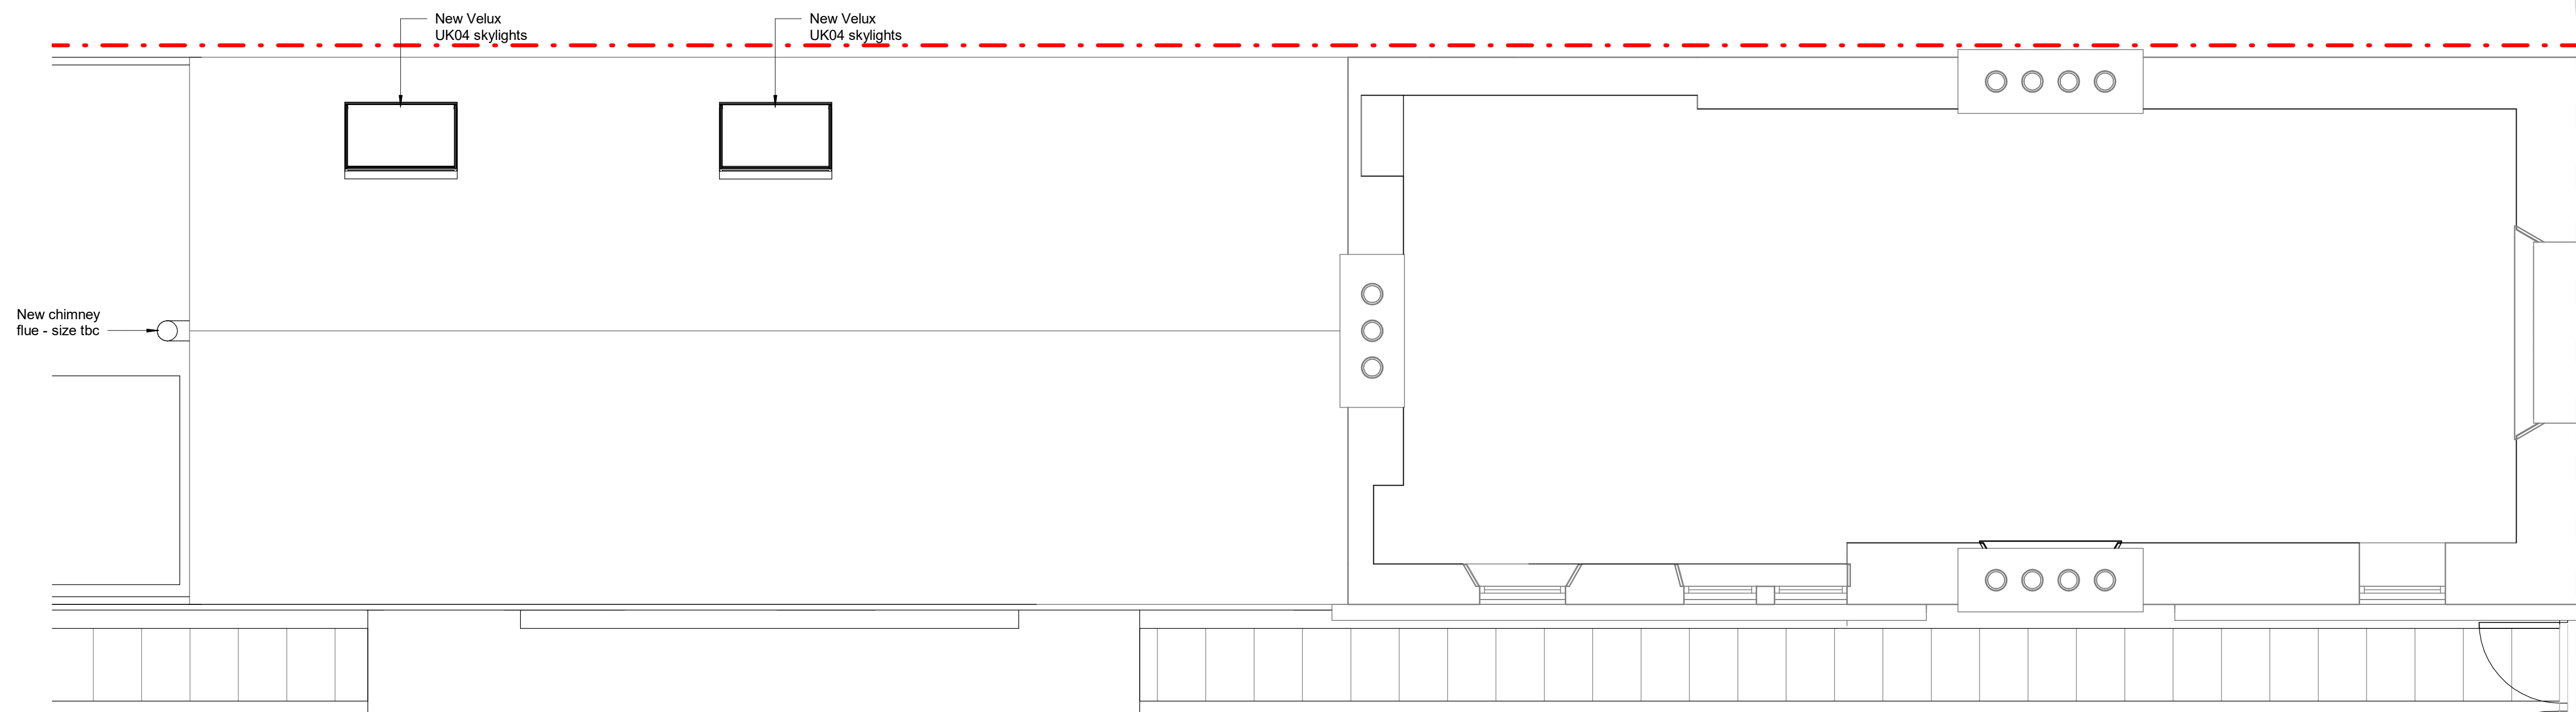 New Velux
UK04 skylights
New Velux
UK04 skylights
New chimney
flue - size tbc